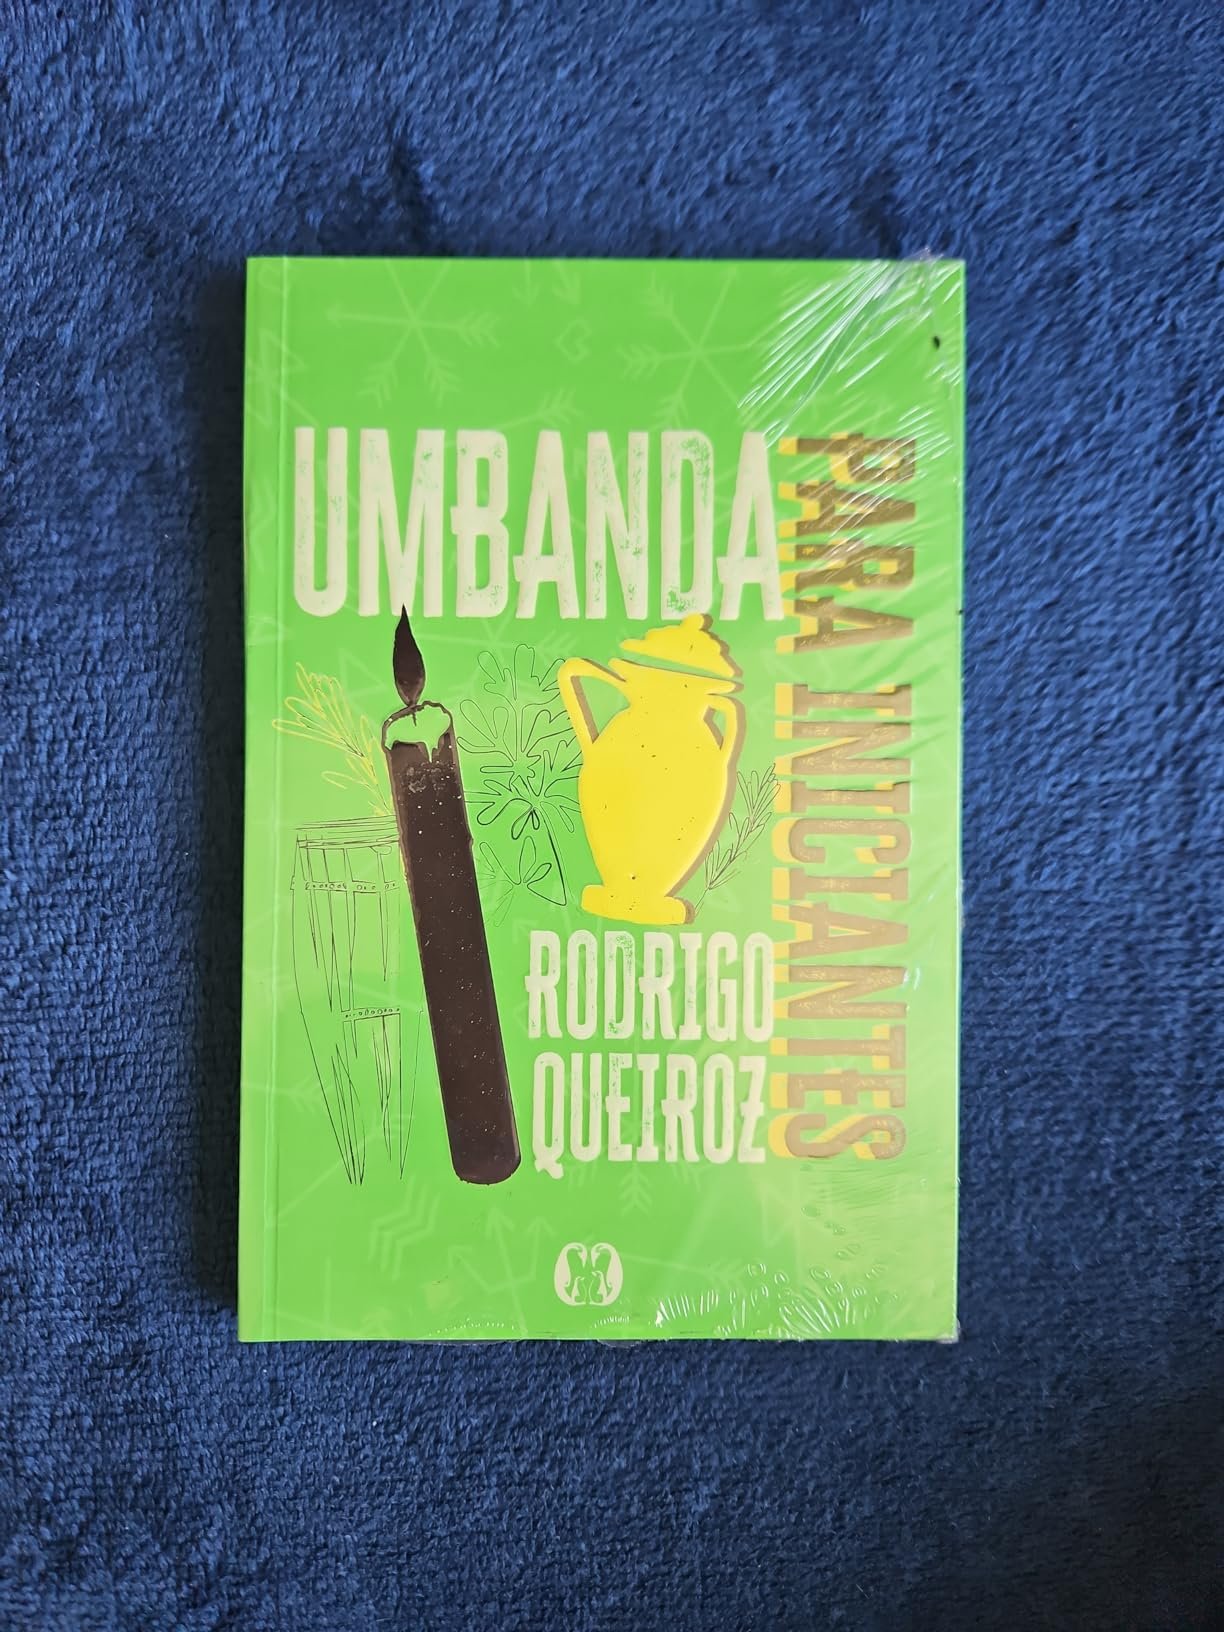 UMBANDA
PARA INICIANTES
RODRIGO
QUEIROZ